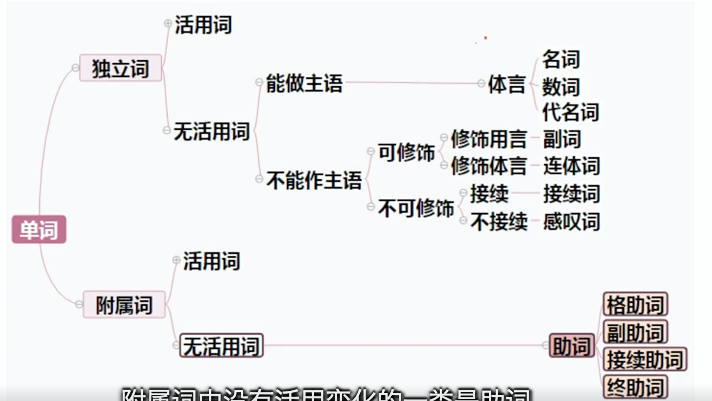 活用词
独立词
无活用词
能做主语
体言
名词
数词
代名词
不能作主语
可修饰
修饰用言
副词
修饰体言
连体词
不可修饰
接续
接续词
不接续
感叹词
单词
附属词
活用词
无活用词
助词
格助词
副助词
接续助词
终助词
附属词中没有活用变化的一类是助词